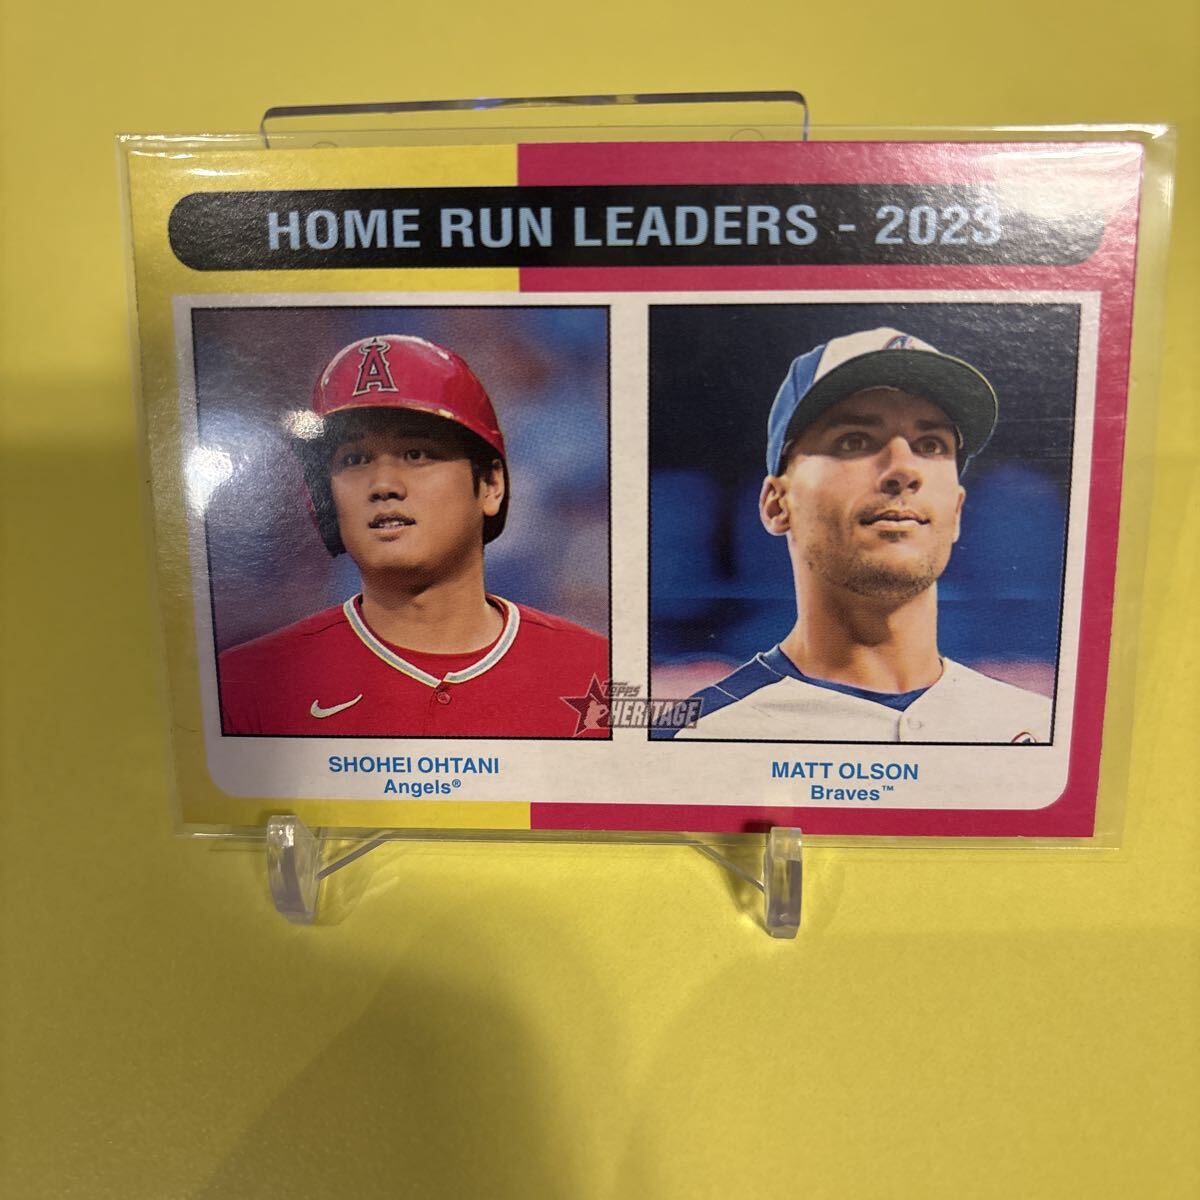 HOME RUN LEADERS - 2023
A
Topps
HERITAGE
SHOHEI OHTANI
Angels®
MATT OLSON
Braves™